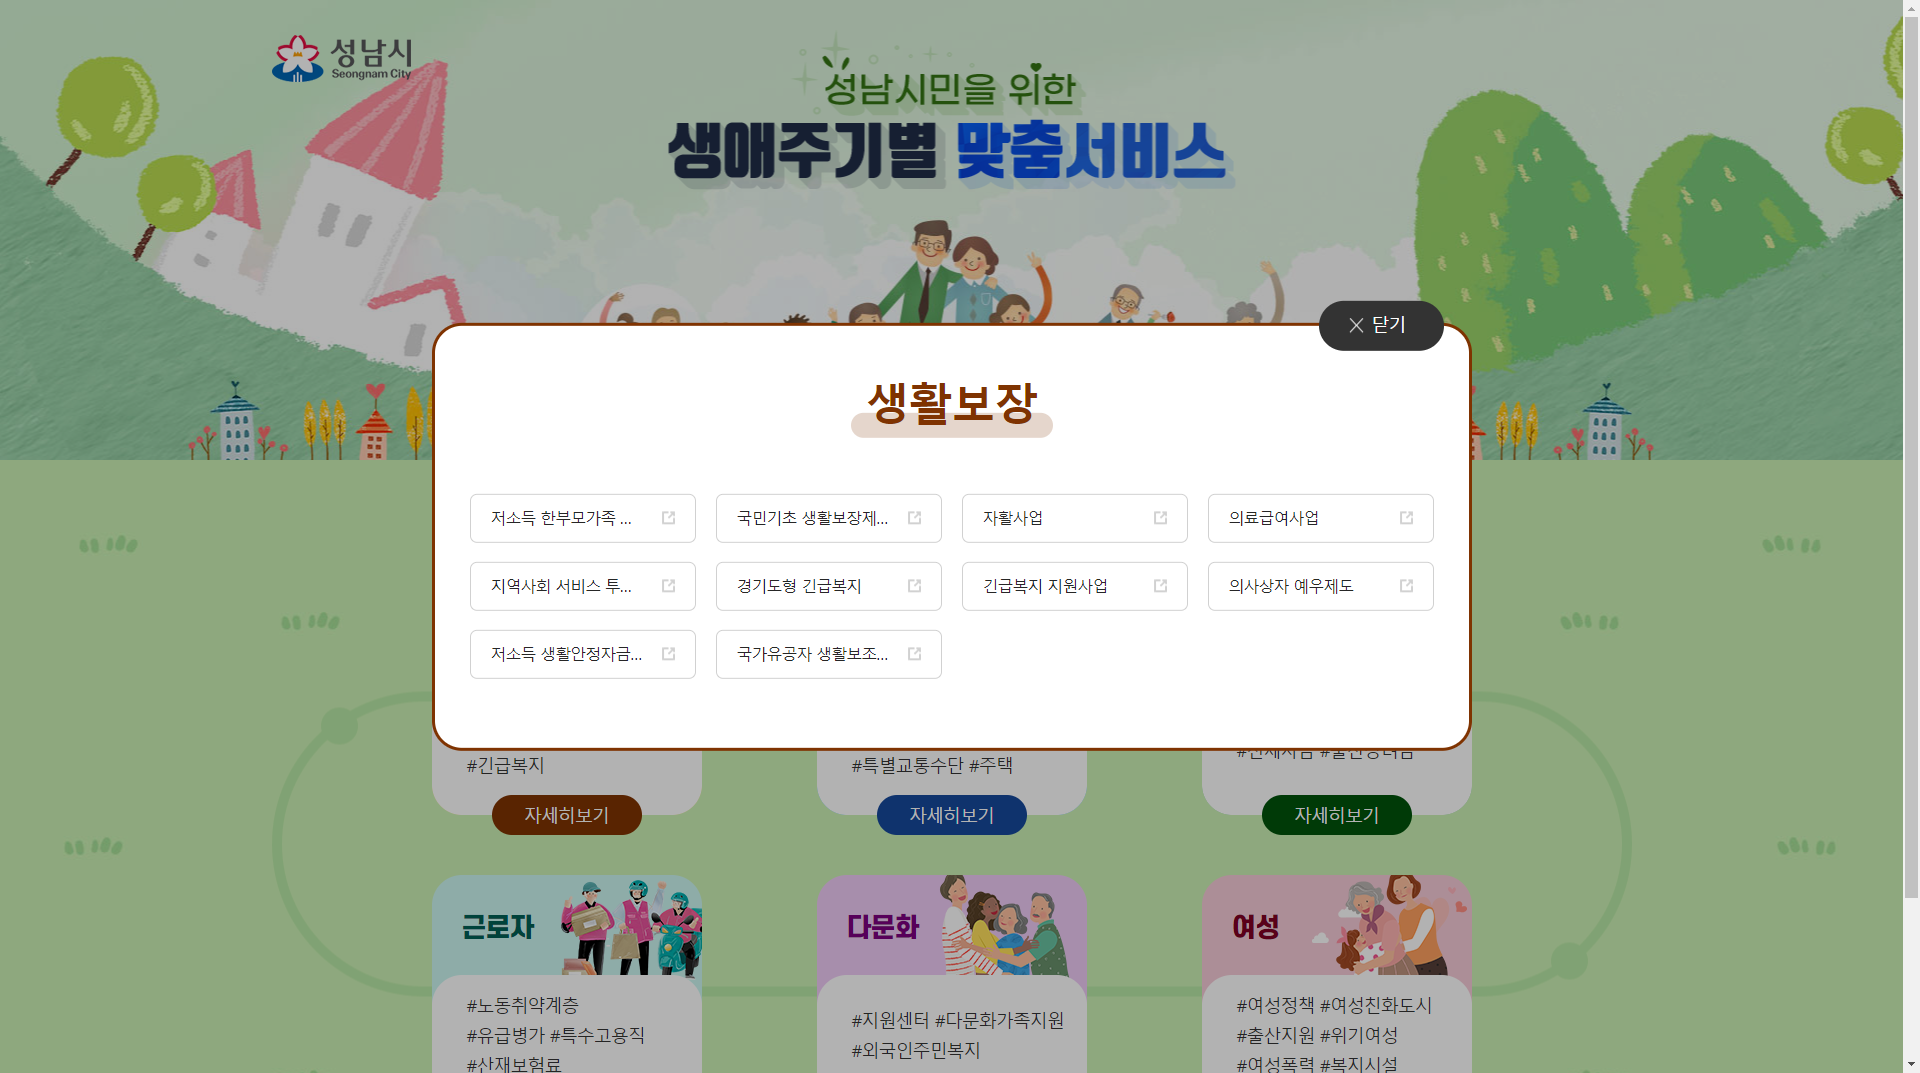 성남시
Seongnam City
성남시민을 위한
생애주기별 맞춤서비스
닫기
생활보장
저소득 한부모가족 ...
국민기초 생활보장제...
자활사업
의료급여사업
지역사회 서비스 투...
경기도형 긴급복지
긴급복지 지원사업
의사상자 예우제도
저소득 생활안정자금...
국가유공자 생활보조...
#긴급복지
#특별교통수단 #주택
자세히보기
자세히보기
자세히보기
근로자
다문화
여성
#노동취약계층
#유급병가 #특수고용직
#산재보험료
#지원센터 #다문화가족지원
#외국인주민복지
#여성정책 #여성친화도시
#출산지원 #위기여성
#여성폭력 #복지시설